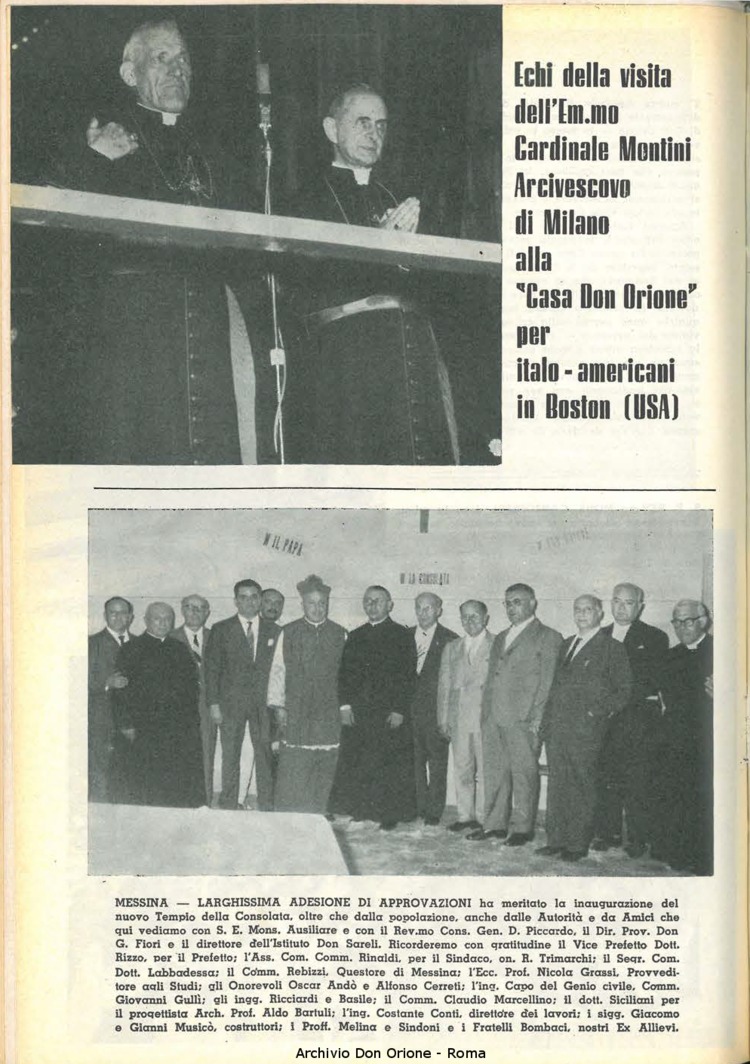 Echi della visita
dell'Em.mo
Cardinale Montini
Arcivescovo
di Milano
alla
"Casa Don Orione"
per
italo - americani
in Boston (USA)
W IL PAPA
W LA CONSOLATA
MESSINA — LARGHISSIMA ADESIONE DI APPROVAZIONI ha meritato la inaugurazione del
nuovo Tempio della Consolata, oltre che dalla popolazione, anche dalle Autorità e da Amici che
qui vediamo con S. E. Mons. Ausiliare e con il Rev.mo Cons. Gen. D. Piccardo, il Dir. Prov. Don
G. Fiori e il direttore dell'Istituto Don Sareli. Ricorderemo con gratitudine il Vice Prefetto Dott.
Rizzo, per il Prefetto; l'Ass. Com. Comm. Rinaldi, per il Sindaco, on. R. Trimarchi; il Segr. Com.
Dott. Labbadessa; il Comm. Rebizzi, Questore di Messina; l'Ecc. Prof. Nicola Grassi, Provvedi-
tore agli Studi; gli Onorevoli Oscar Andò e Alfonso Cerreti; l'ing. Capo del Genio civile, Comm.
Giovanni Gullì; gli ingg. Ricciardi e Basile; il Comm. Claudio Marcellino; il dott. Siciliani per
il progettista Arch. Prof. Aldo Bartuli; l'ing. Costante Conti, direttore dei lavori; i sigg. Giacomo
e Gianni Musicò, costruttori; i Proff. Melina e Sindoni e i Fratelli Bombaci, nostri Ex Allievi.
Archivio Don Orione - Roma